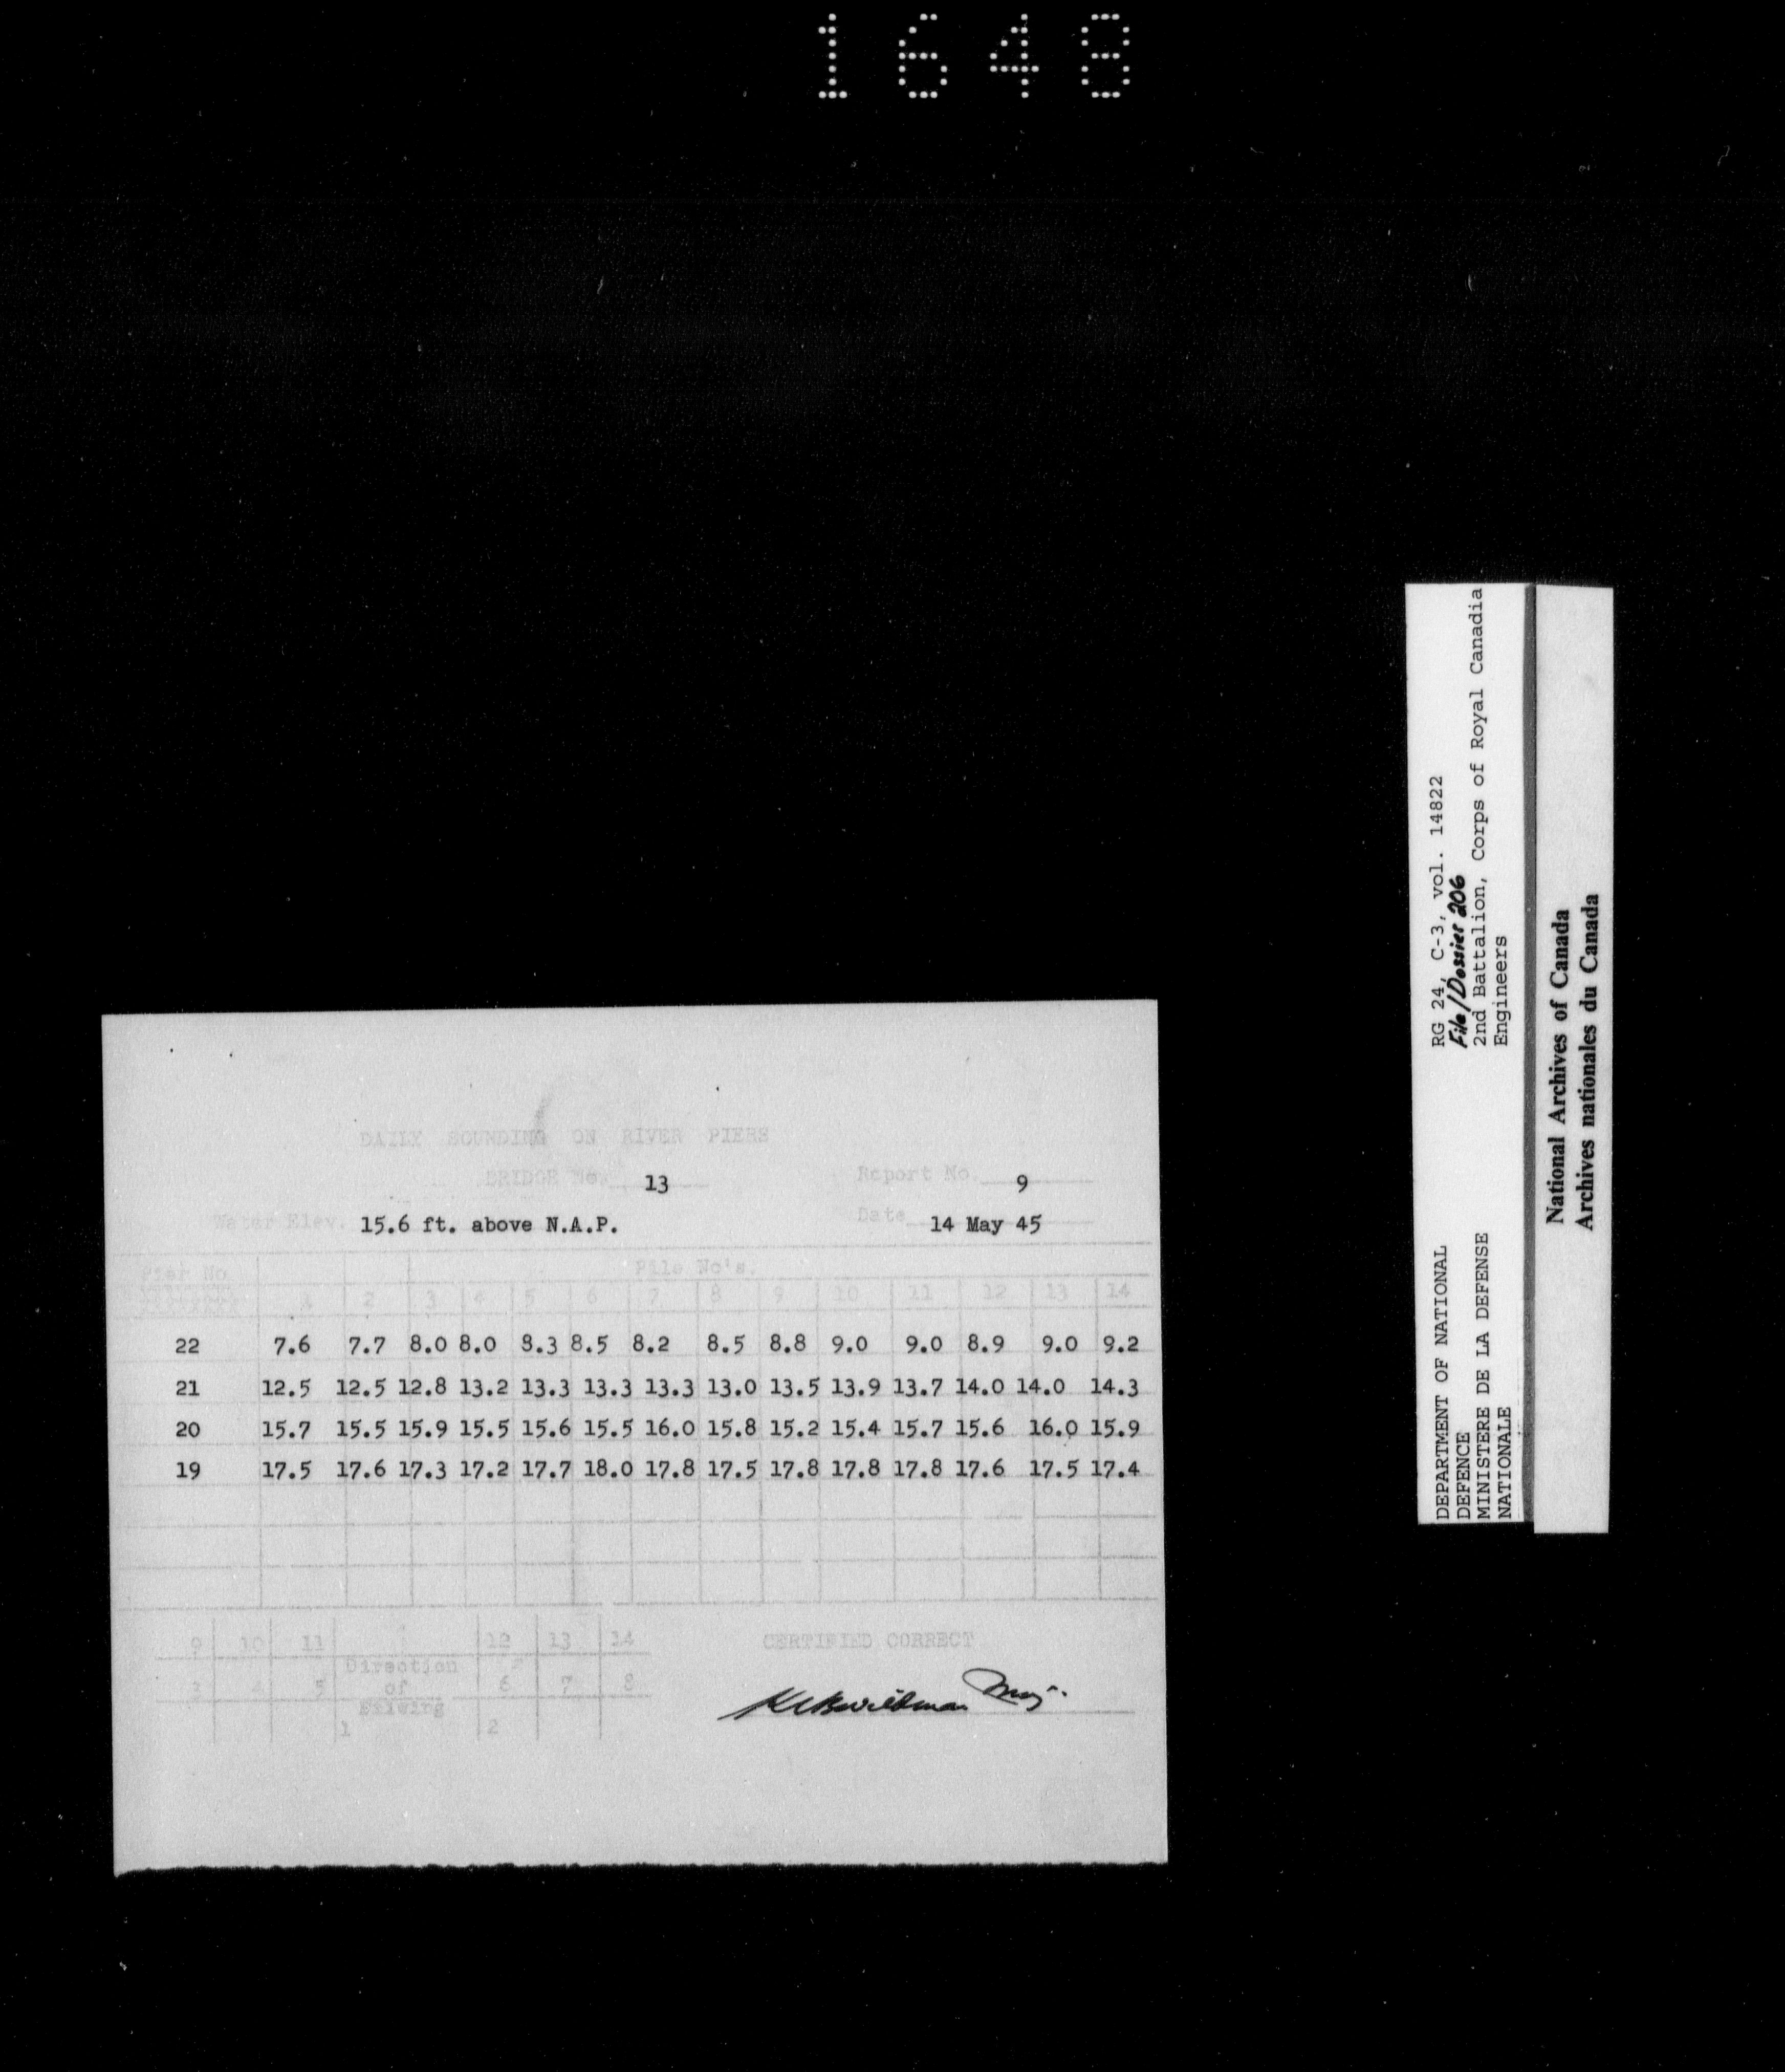 1648
DAILY SOUNDING ON RIVER PIERS
BRIDGE No. 13 Report No. 9
Water Elev. 15.6 ft. above N.A.P. Date 14 May 45
Pier No. Pile No's.
1 2 3 4 5 6 7 8 9 10 11 12 13 14
22 7.6 7.7 8.0 8.0 8.3 8.5 8.2 8.5 8.8 9.0 9.0 8.9 9.0 9.2
21 12.5 12.5 12.8 13.2 13.3 13.3 13.3 13.0 13.5 13.9 13.7 14.0 14.0 14.3
20 15.7 15.5 15.9 15.5 15.6 15.5 16.0 15.8 15.2 15.4 15.7 15.6 16.0 15.9
19 17.5 17.6 17.3 17.2 17.7 18.0 17.8 17.5 17.8 17.8 17.8 17.6 17.5 17.4
9 10 11 12 13 14 CERTIFIED CORRECT
Direction
3 4 5 of 6 7 8
1 2
Maj.
RG 24, C-3, vol. 14822
File/Dossier 206
2nd Battalion, Corps of Royal Canadia
Engineers
DEPARTMENT OF NATIONAL
DEFENCE
MINISTERE DE LA DEFENSE
NATIONALE
National Archives of Canada
Archives nationales du Canada